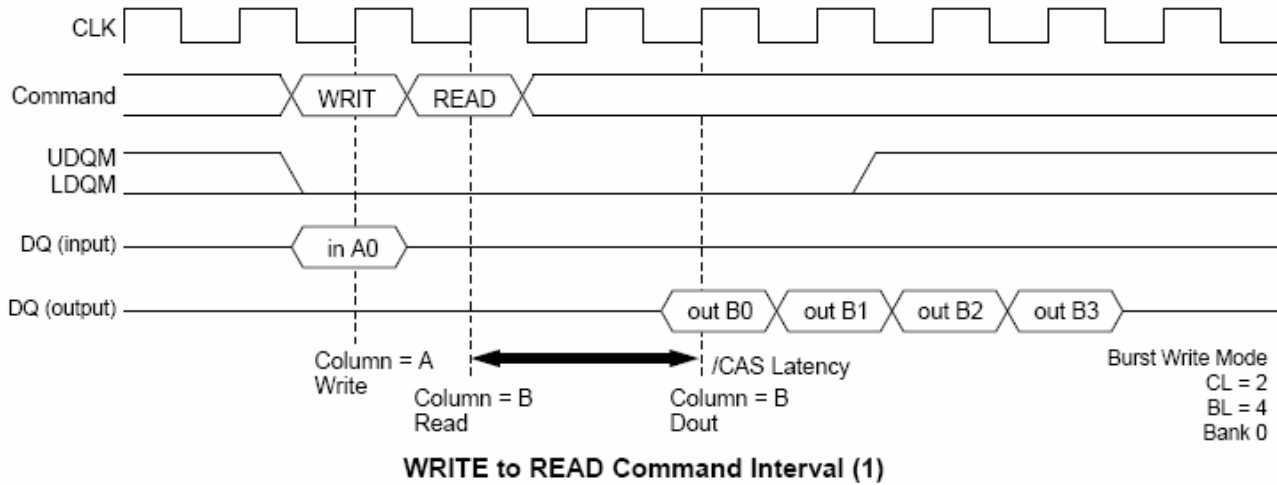 CLK
Command
WRIT
READ
UDQM
LDQM
DQ (input)
in A0
DQ (output)
out B0
out B1
out B2
out B3
Column = A
Write
Column = B
Read
/CAS Latency
Column = B
Dout
Burst Write Mode
CL = 2
BL = 4
Bank 0
WRITE to READ Command Interval (1)